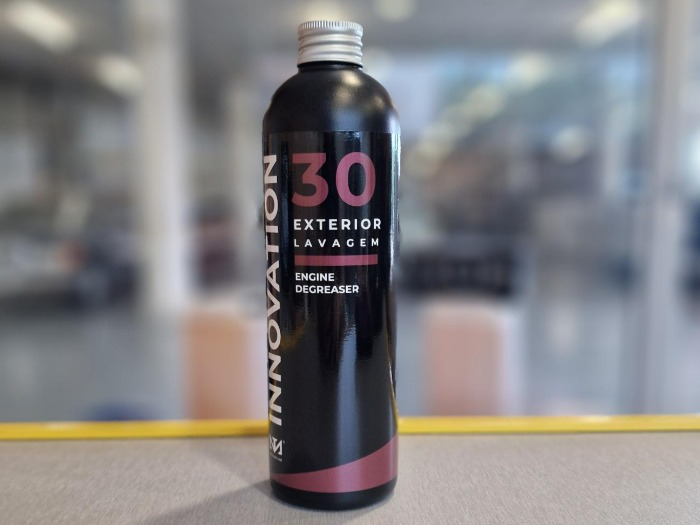 30
EXTERIOR
LAVAGEM
ENGINE
DEGREASER
INNOVATION